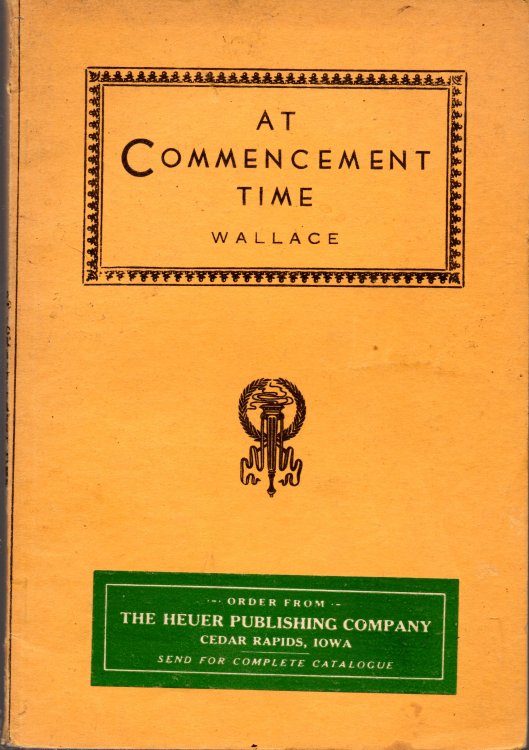 AT
COMMENCEMENT
TIME
WALLACE
ORDER FROM
THE HEUER PUBLISHING COMPANY
CEDAR RAPIDS, IOWA
SEND FOR COMPLETE CATALOGUE